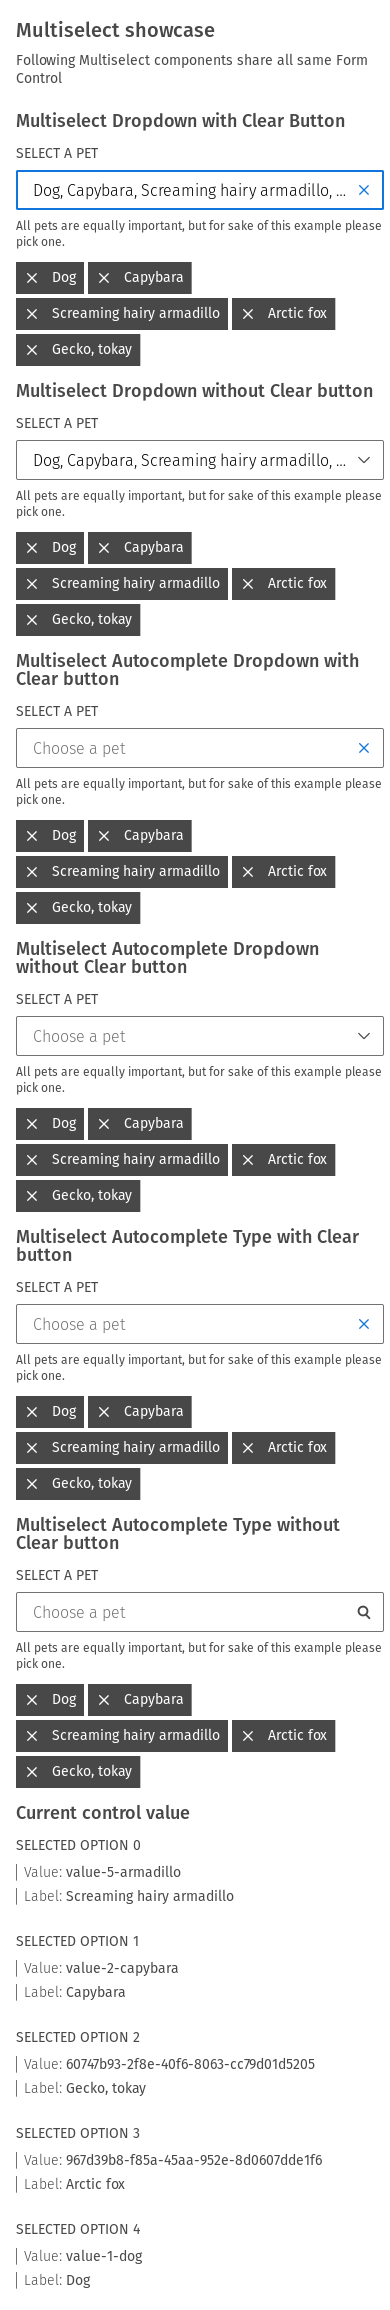 Multiselect showcase
Following Multiselect components share all same Form
Control
Multiselect Dropdown with Clear Button
SELECT A PET
Dog, Capybara, Screaming hairy armadillo, ...
All pets are equally important, but for sake of this example please
pick one.
Dog Capybara
Screaming hairy armadillo Arctic fox
Gecko, tokay
Multiselect Dropdown without Clear button
SELECT A PET
Dog, Capybara, Screaming hairy armadillo, ...
All pets are equally important, but for sake of this example please
pick one.
Dog Capybara
Screaming hairy armadillo Arctic fox
Gecko, tokay
Multiselect Autocomplete Dropdown with
Clear button
SELECT A PET
Choose a pet
All pets are equally important, but for sake of this example please
pick one.
Dog Capybara
Screaming hairy armadillo Arctic fox
Gecko, tokay
Multiselect Autocomplete Dropdown
without Clear button
SELECT A PET
Choose a pet
All pets are equally important, but for sake of this example please
pick one.
Dog Capybara
Screaming hairy armadillo Arctic fox
Gecko, tokay
Multiselect Autocomplete Type with Clear
button
SELECT A PET
Choose a pet
All pets are equally important, but for sake of this example please
pick one.
Dog Capybara
Screaming hairy armadillo Arctic fox
Gecko, tokay
Multiselect Autocomplete Type without
Clear button
SELECT A PET
Choose a pet
All pets are equally important, but for sake of this example please
pick one.
Dog Capybara
Screaming hairy armadillo Arctic fox
Gecko, tokay
Current control value
SELECTED OPTION 0
Value: value-5-armadillo
Label: Screaming hairy armadillo
SELECTED OPTION 1
Value: value-2-capybara
Label: Capybara
SELECTED OPTION 2
Value: 60747b93-2f8e-40f6-8063-cc79d01d5205
Label: Gecko, tokay
SELECTED OPTION 3
Value: 967d39b8-f85a-45aa-952e-8d0607dde1f6
Label: Arctic fox
SELECTED OPTION 4
Value: value-1-dog
Label: Dog